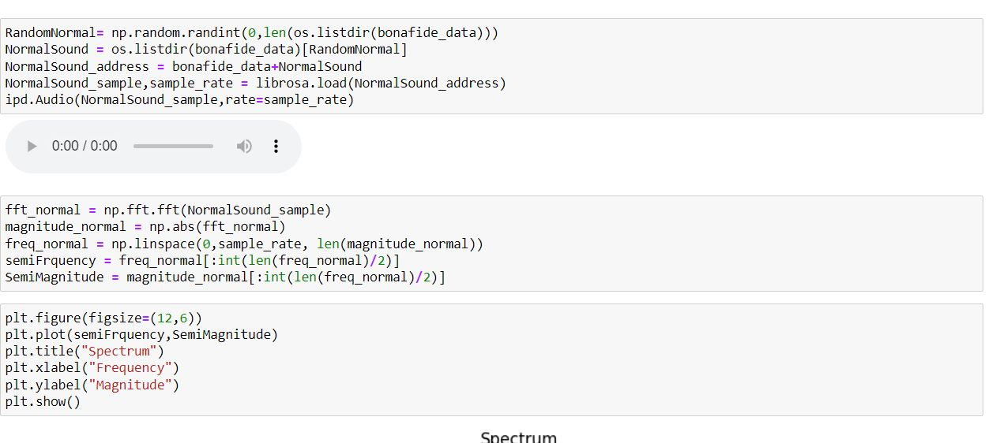 RandomNormal= np.random.randint(0,len(os.listdir(bonafide_data)))
NormalSound = os.listdir(bonafide_data)[RandomNormal]
NormalSound_address = bonafide_data+NormalSound
NormalSound_sample,sample_rate = librosa.load(NormalSound_address)
ipd.Audio(NormalSound_sample,rate=sample_rate)
0:00 / 0:00
fft_normal = np.fft.fft(NormalSound_sample)
magnitude_normal = np.abs(fft_normal)
freq_normal = np.linspace(0,sample_rate, len(magnitude_normal))
semiFrquency = freq_normal[:int(len(freq_normal)/2)]
SemiMagnitude = magnitude_normal[:int(len(freq_normal)/2)]
plt.figure(figsize=(12,6))
plt.plot(semiFrquency,SemiMagnitude)
plt.title("Spectrum")
plt.xlabel("Frequency")
plt.ylabel("Magnitude")
plt.show()
Spectrum